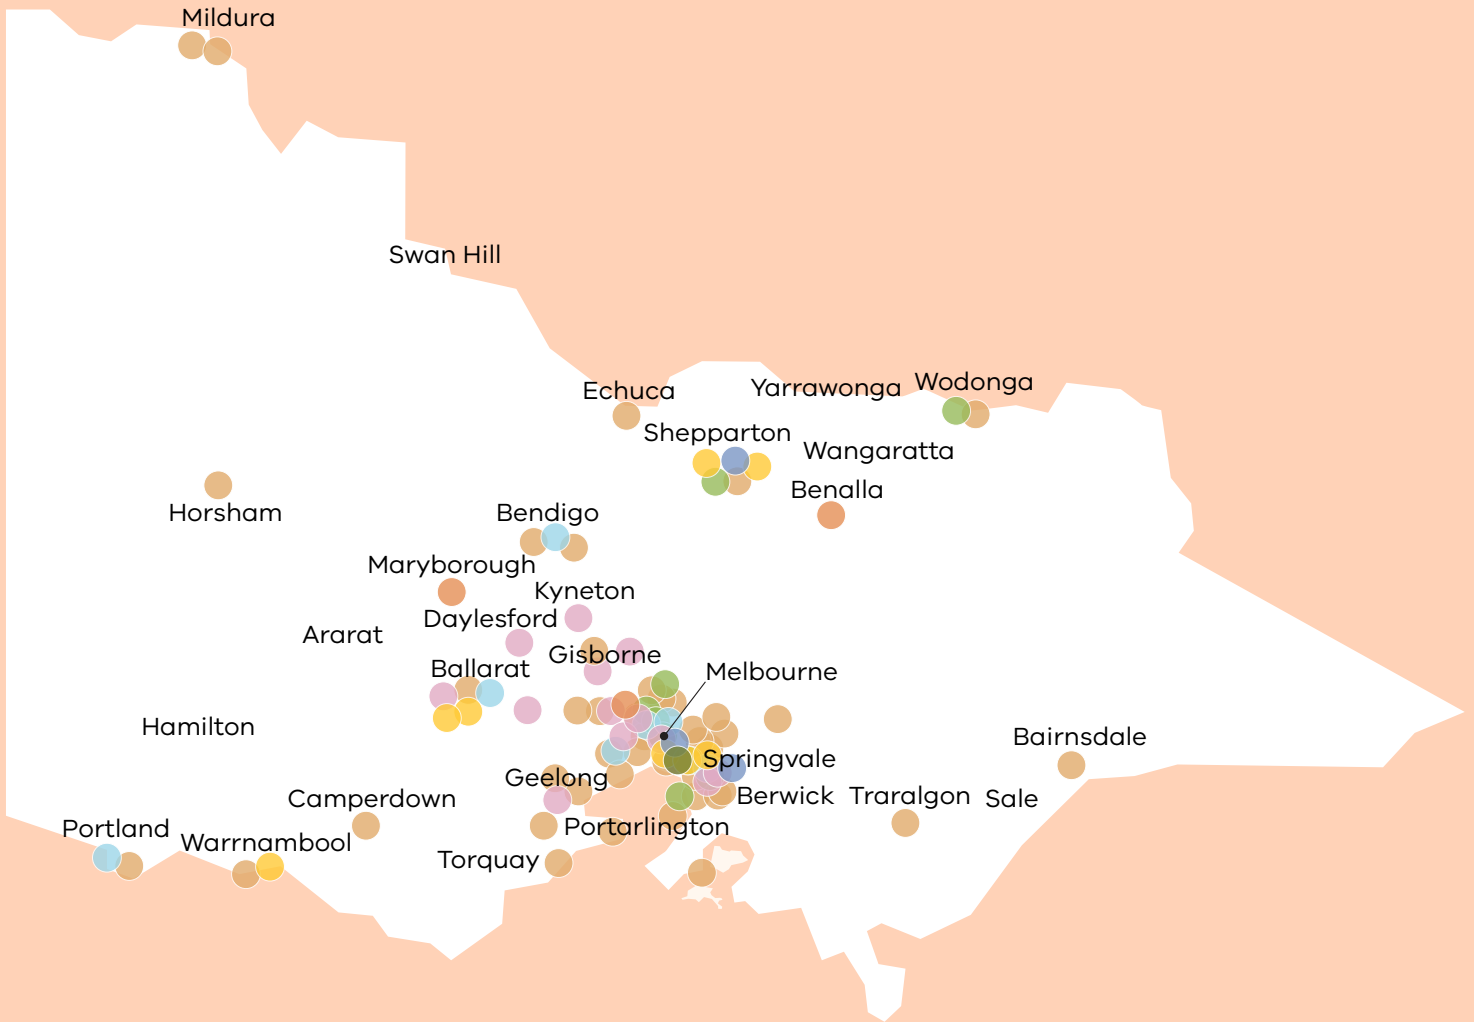 Mildura
Swan Hill
Echuca
Yarrawonga
Wodonga
Shepparton
Wangaratta
Benalla
Horsham
Bendigo
Maryborough
Kyneton
Daylesford
Ararat
Gisborne
Ballarat
Melbourne
Hamilton
Bairnsdale
Springvale
Geelong
Camperdown
Berwick
Traralgon
Sale
Portland
Portarlington
Warrnambool
Torquay